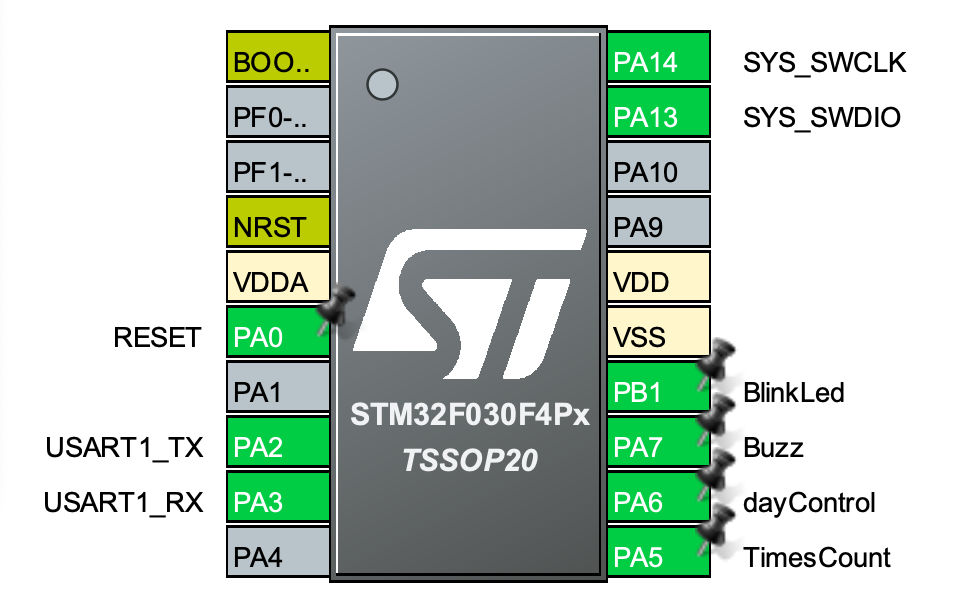 BOO.. PA14 SYS_SWCLK
PF0-.. PA13 SYS_SWDIO
PF1-.. PA10
NRST PA9
VDDA VDD
RESET PA0 VSS
PA1 PB1 BlinkLed
STM32F030F4Px
USART1_TX PA2 PA7 Buzz
TSSOP20
USART1_RX PA3 PA6 dayControl
PA4 PA5 TimesCount